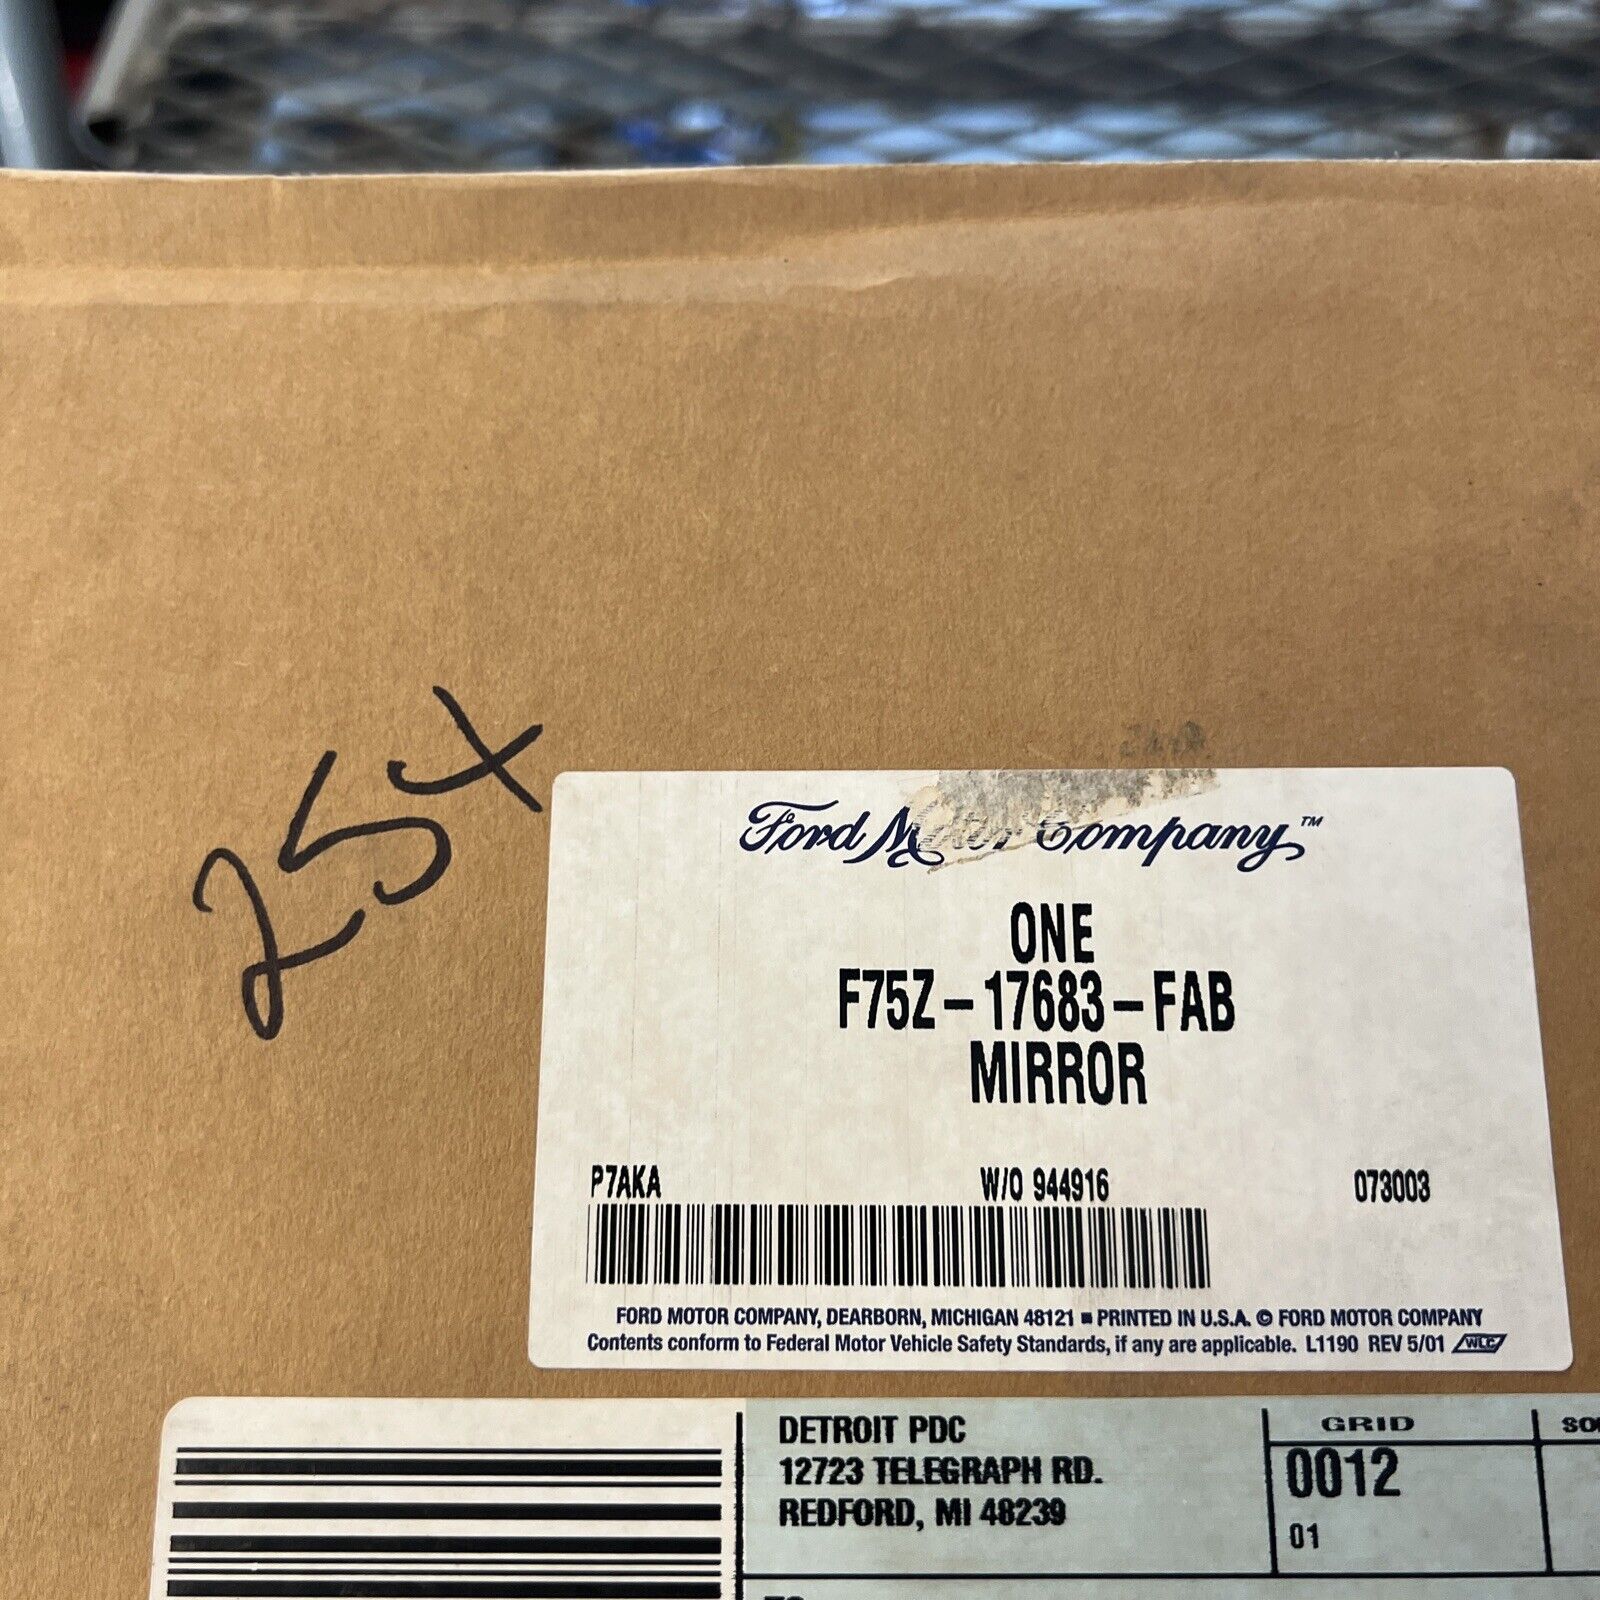 254
Ford Motor Company™
ONE
F75Z-17683-FAB
MIRROR
P7AKA W/O 944916 073003
FORD MOTOR COMPANY, DEARBORN, MICHIGAN 48121 ■ PRINTED IN U.S.A. © FORD MOTOR COMPANY
Contents conform to Federal Motor Vehicle Safety Standards, if any are applicable. L1190 REV 5/01 WLC
DETROIT PDC
12723 TELEGRAPH RD.
REDFORD, MI 48239
GRID
0012
01